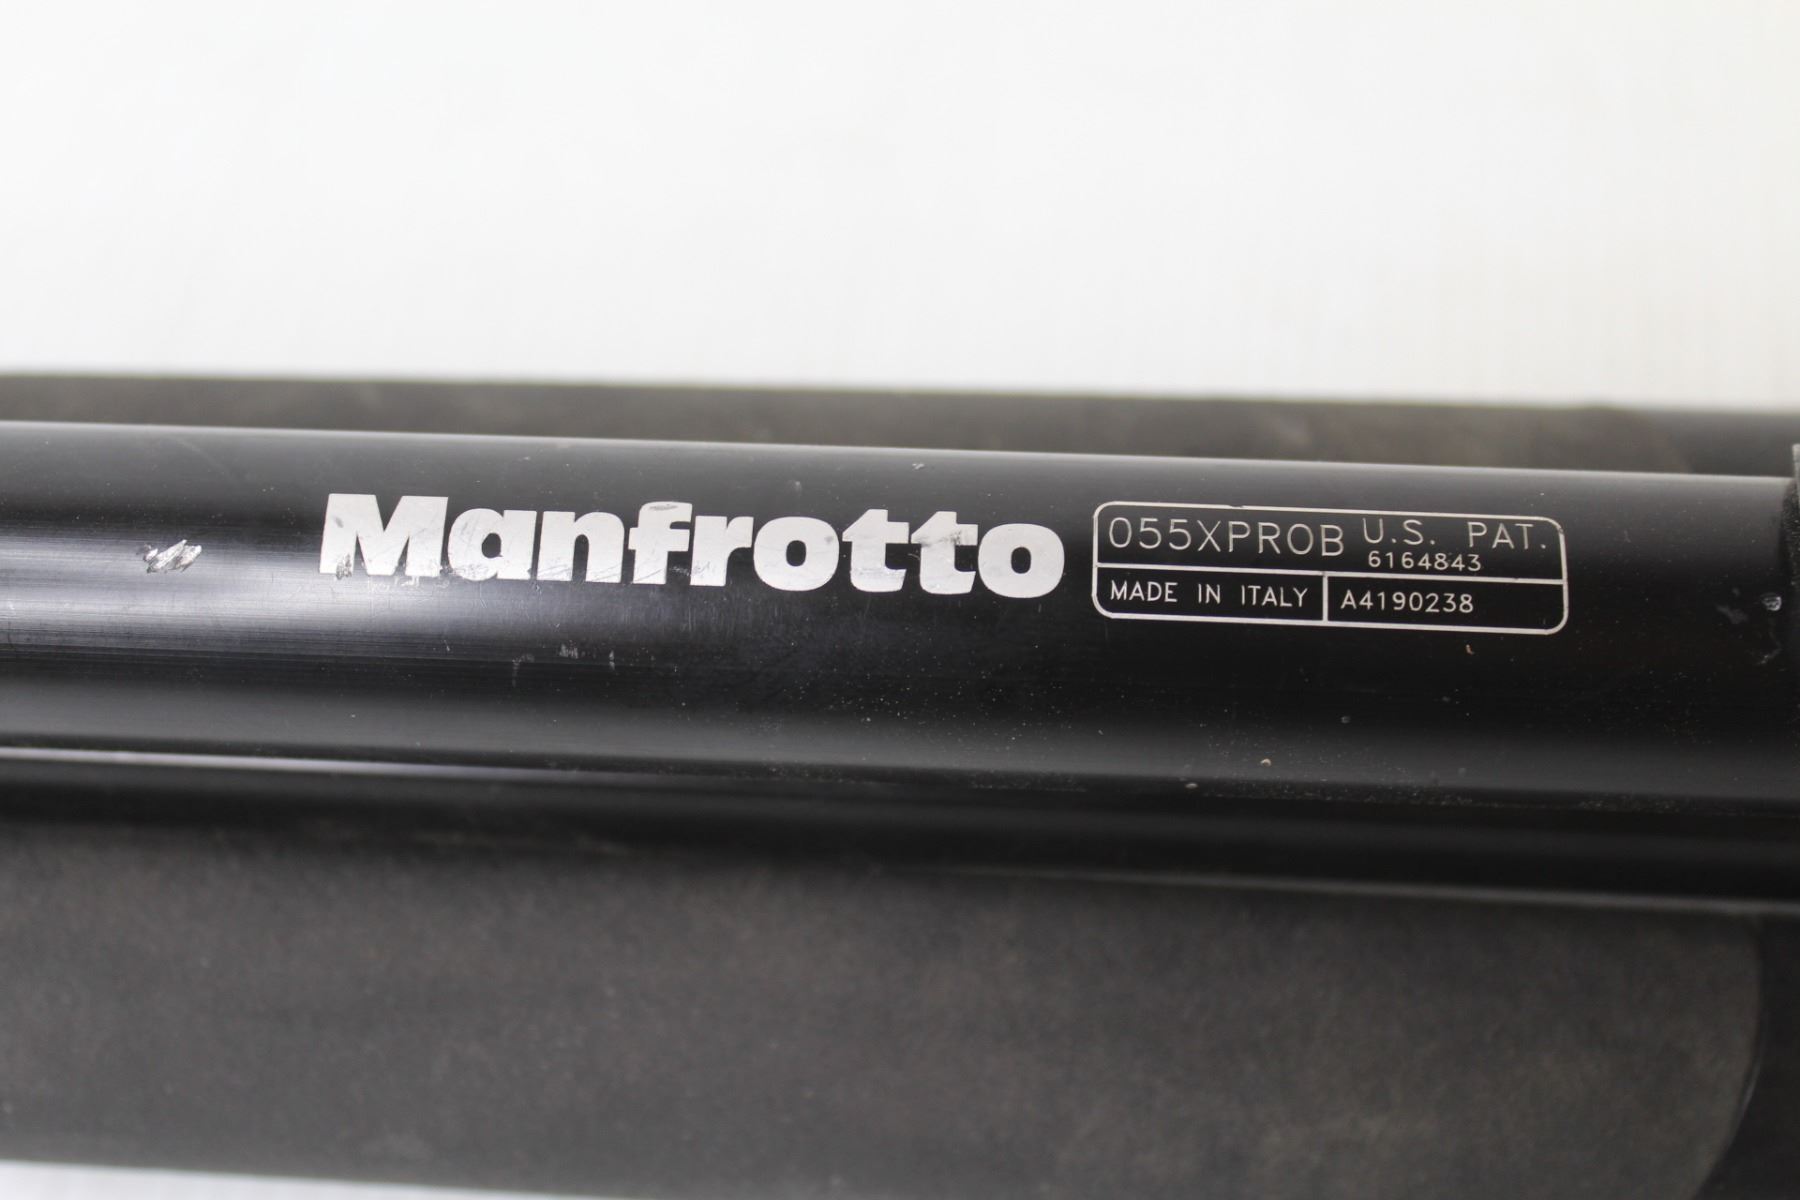 Manfrotto
055XPROB U.S. PAT.
6164843
MADE IN ITALY A4190238